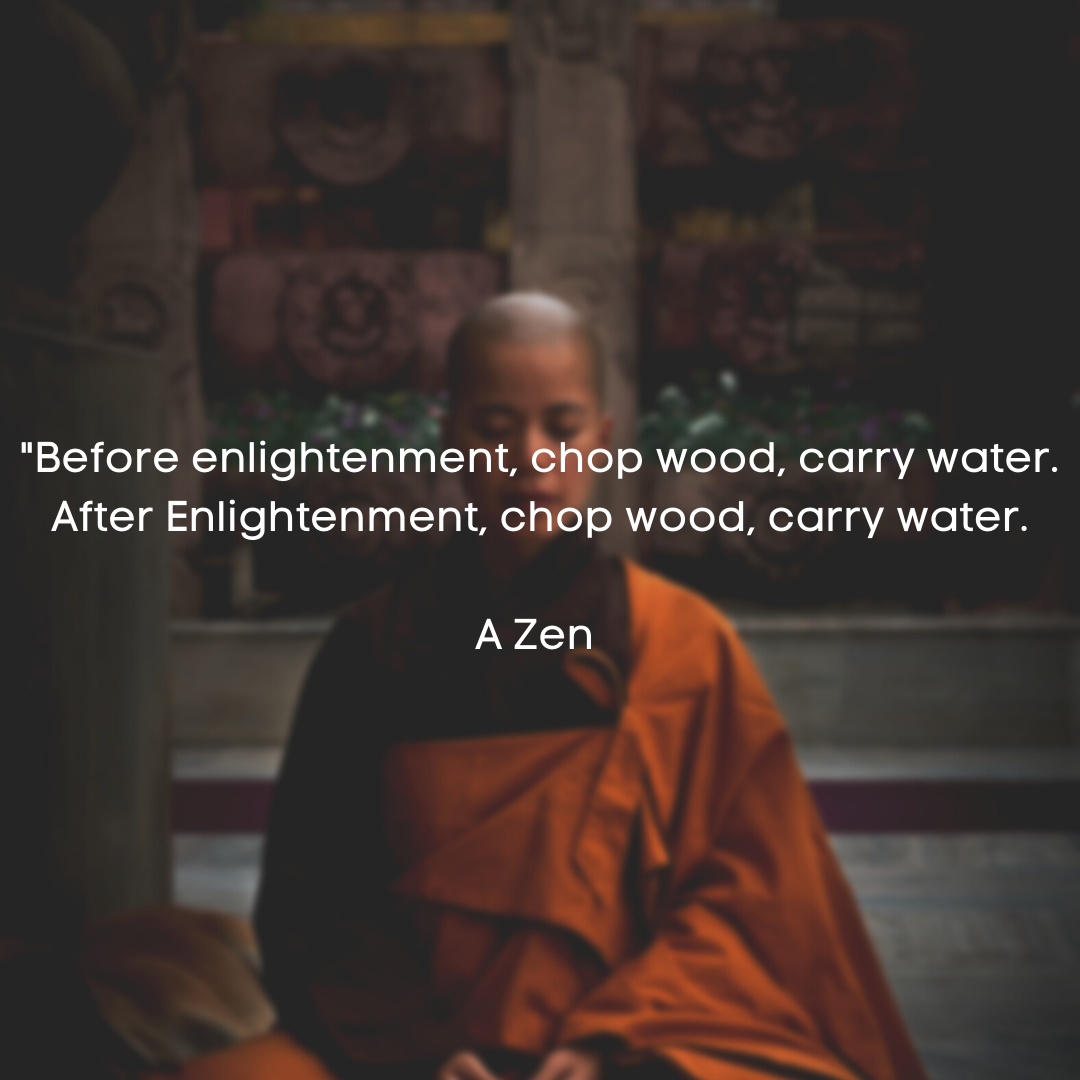 "Before enlightenment, chop wood, carry water.
After Enlightenment, chop wood, carry water.
A Zen